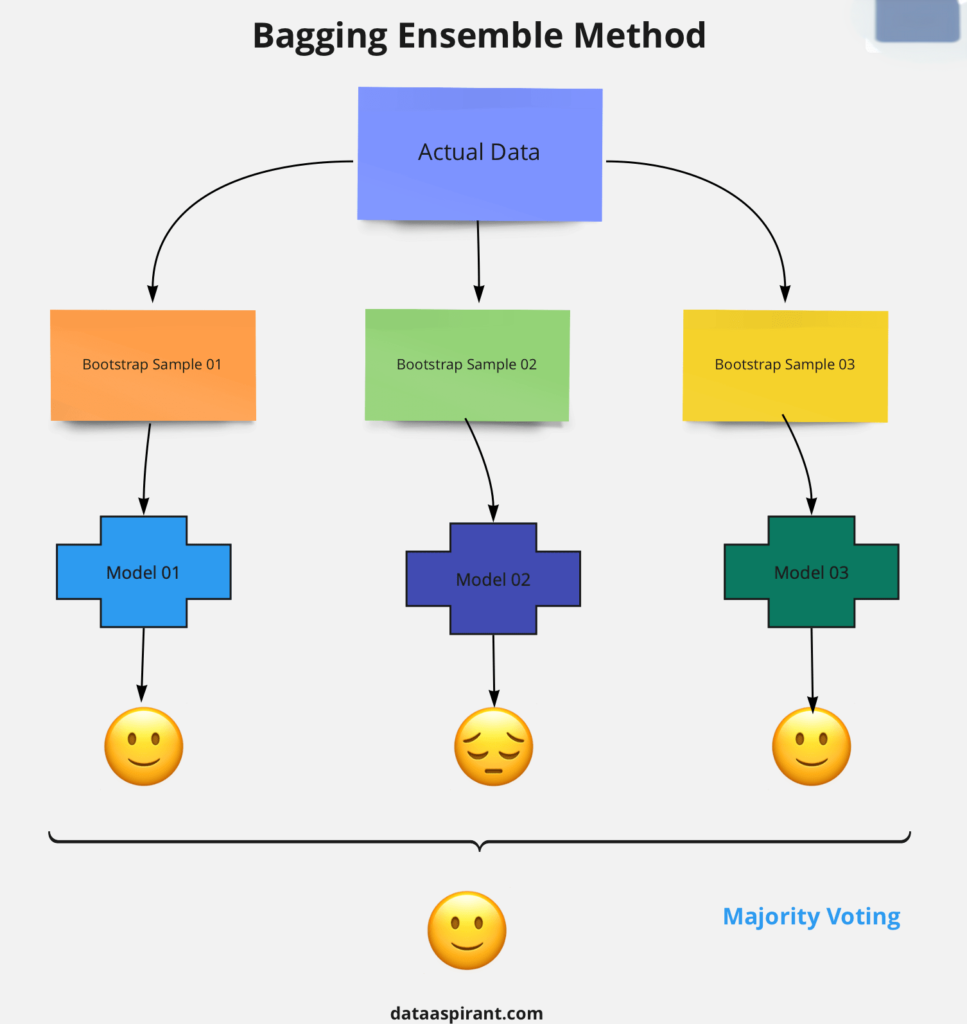 Bagging Ensemble Method
Actual Data
Bootstrap Sample 01
Bootstrap Sample 02
Bootstrap Sample 03
Model 01
Model 02
Model 03
Majority Voting
dataaspirant.com